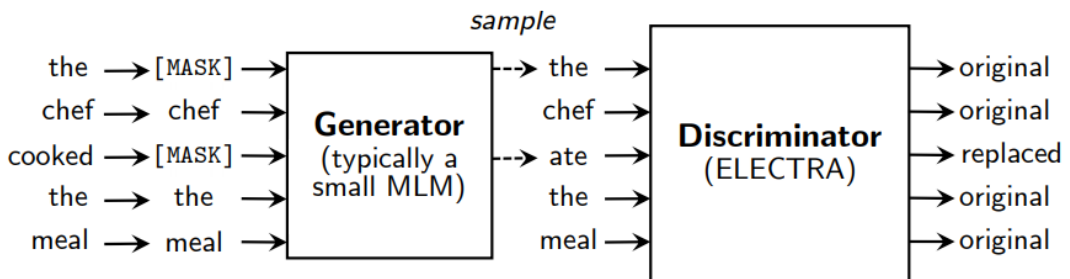 sample
the [MASK] the original
chef chef chef original
cooked [MASK] ate replaced
the the the original
meal meal meal original
Generator
(typically a
small MLM)
Discriminator
(ELECTRA)